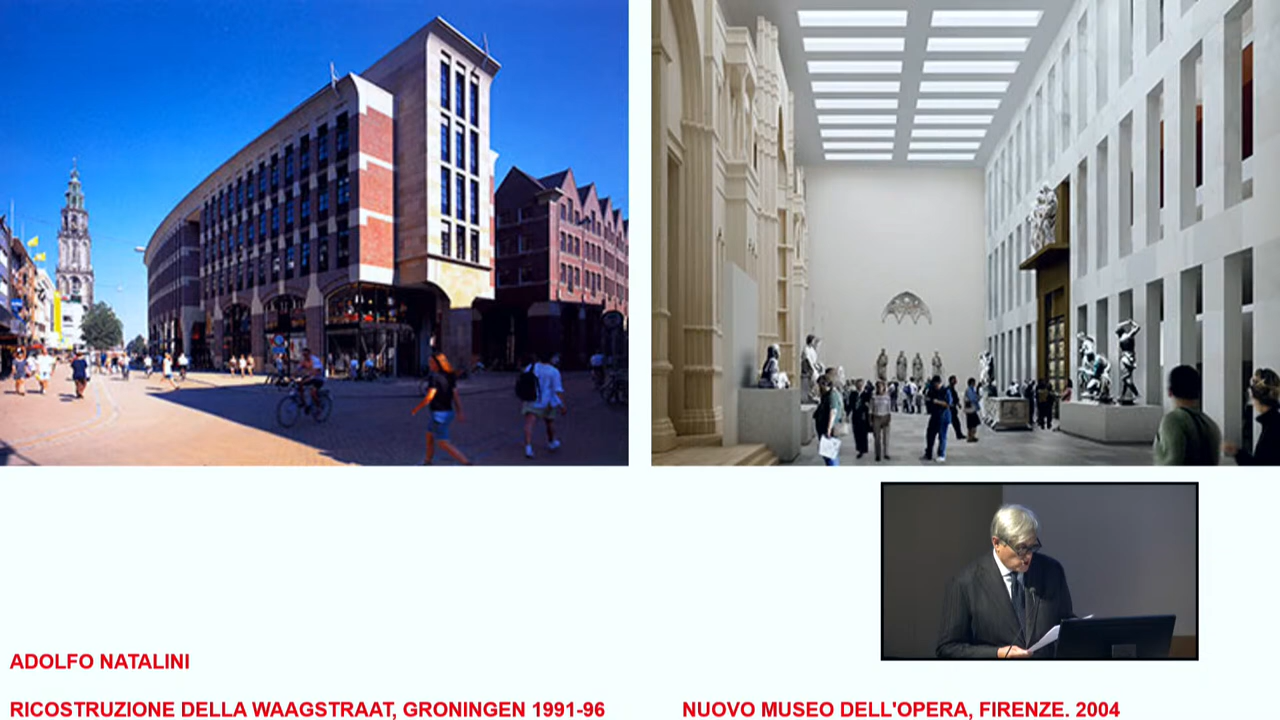 ADOLFO NATALINI
RICOSTRUZIONE DELLA WAAGSTRAAT, GRONINGEN 1991-96
NUOVO MUSEO DELL'OPERA, FIRENZE. 2004